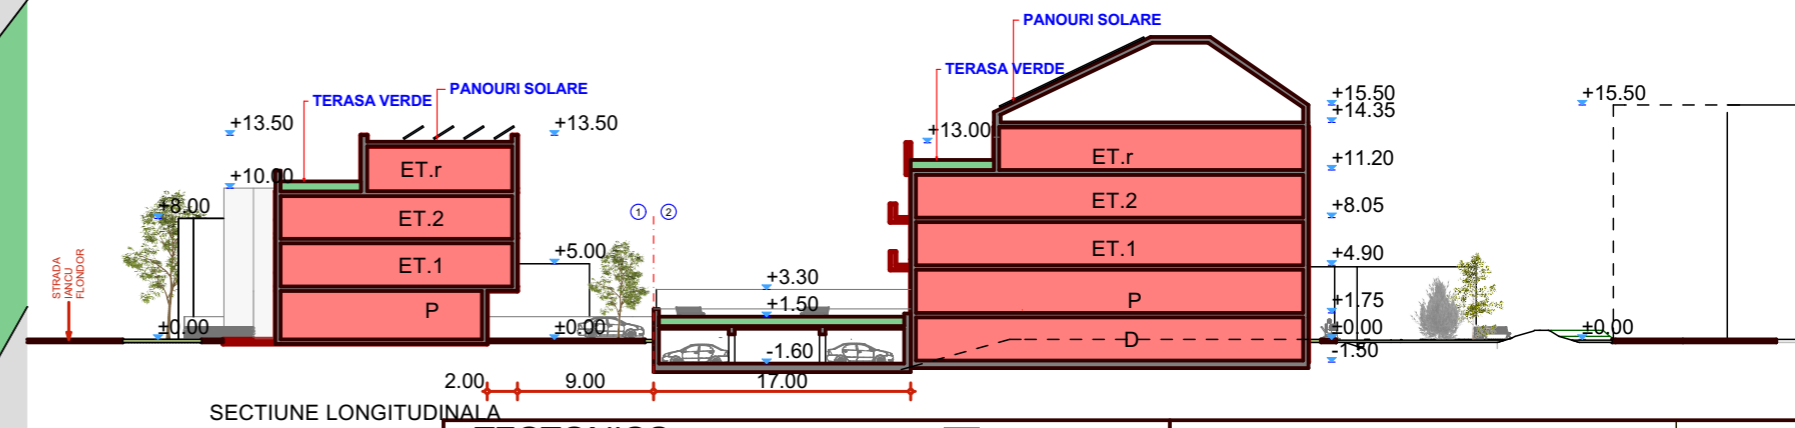 PANOURI SOLARE
TERASA VERDE
PANOURI SOLARE
TERASA VERDE
+15.50
+15.50
+14.35
+13.50
+13.50
+13.00
ET.r
ET.r
+11.20
+10.00
+8.00
ET.2
ET.2
+8.05
1
2
ET.1
ET.1
+5.00
+4.90
STRADA
IANCU
FLONDOR
+3.30
P
P
+1.50
+1.75
±0.00
±0.00
±0.00
±0.00
D
-1.60
-1.50
2.00
9.00
17.00
SECTIUNE LONGITUDINALA